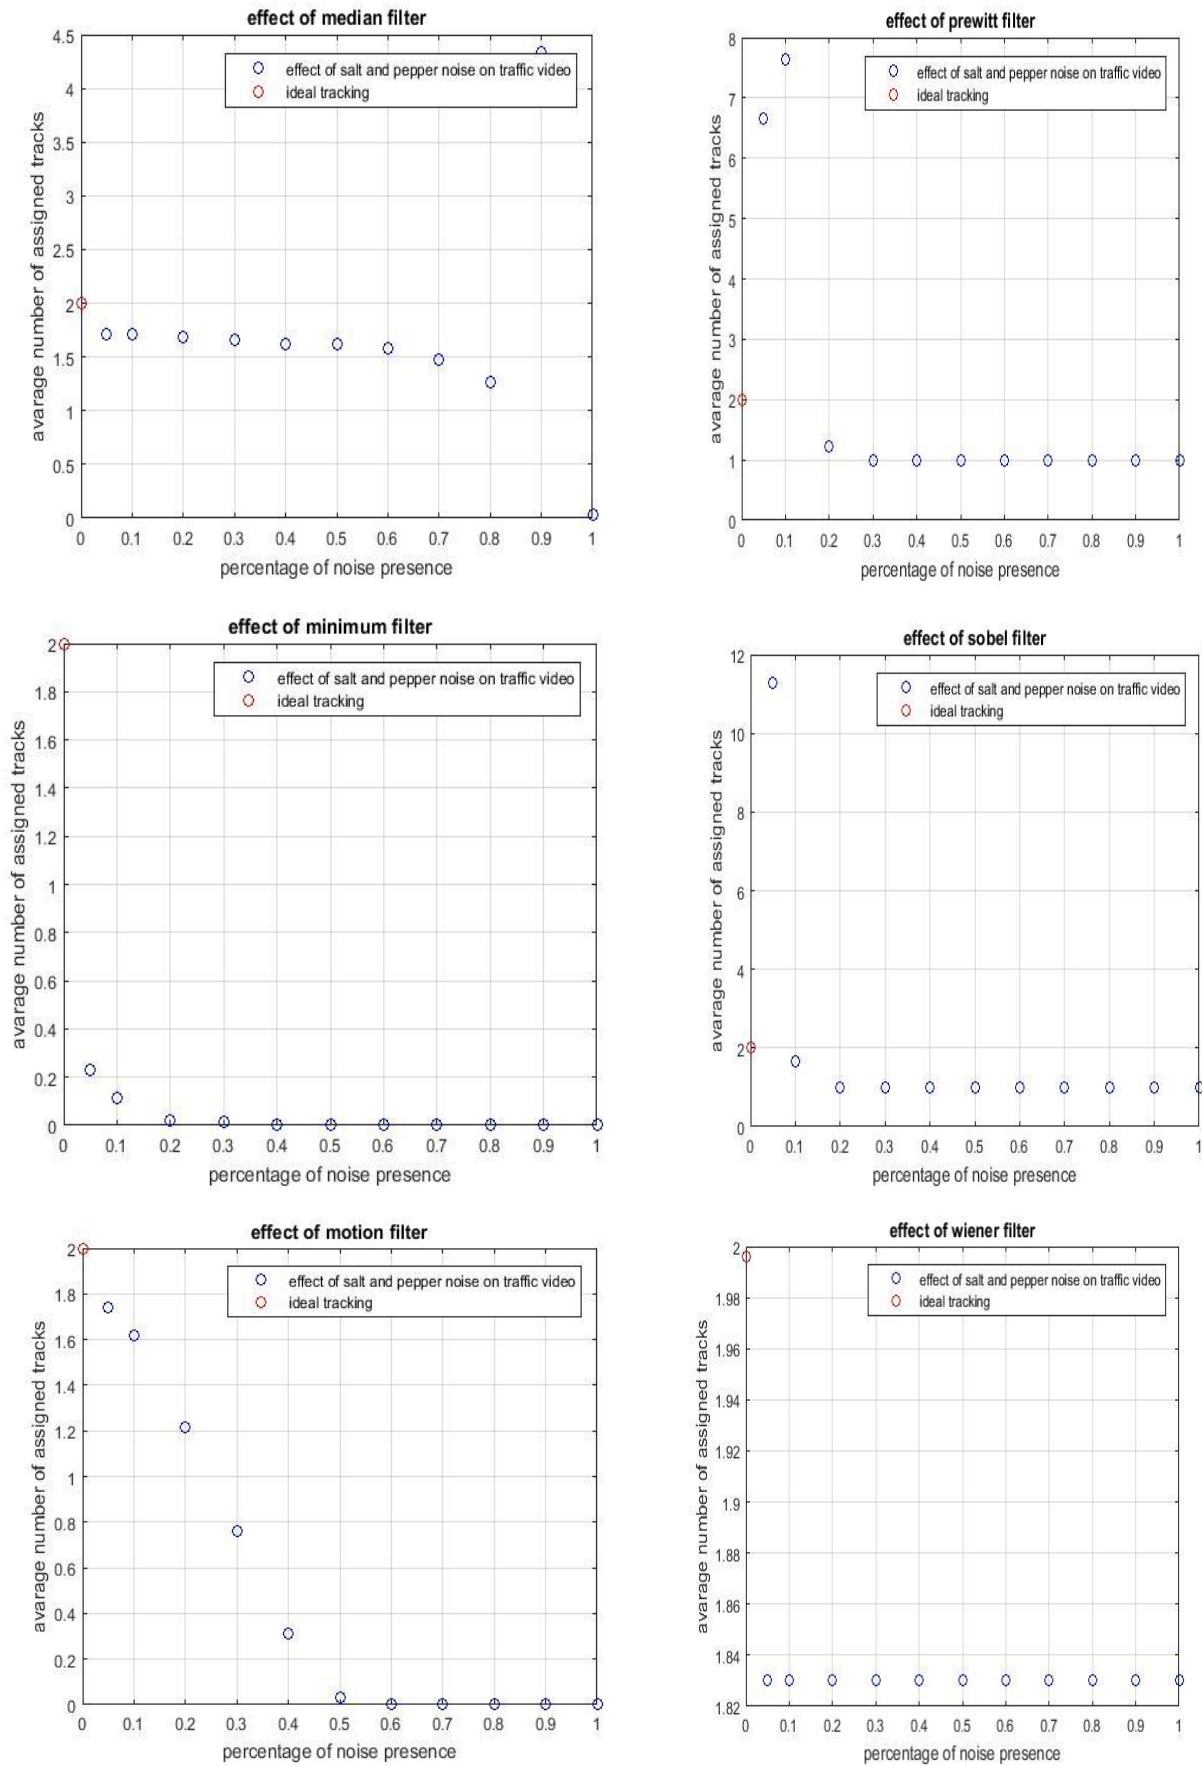 effect of median filter
4.5
4
3.5
3
2.5
2
1.5
1
0.5
0
avarage number of assigned tracks
effect of salt and pepper noise on traffic video
ideal tracking
0 0.1 0.2 0.3 0.4 0.5 0.6 0.7 0.8 0.9 1
percentage of noise presence
effect of prewitt filter
8
7
6
5
4
3
2
1
0
avarage number of assigned tracks
effect of salt and pepper noise on traffic video
ideal tracking
0 0.1 0.2 0.3 0.4 0.5 0.6 0.7 0.8 0.9 1
percentage of noise presence
effect of minimum filter
2
1.8
1.6
1.4
1.2
1
0.8
0.6
0.4
0.2
0
avarage number of assigned tracks
effect of salt and pepper noise on traffic video
ideal tracking
0 0.1 0.2 0.3 0.4 0.5 0.6 0.7 0.8 0.9 1
percentage of noise presence
effect of sobel filter
12
10
8
6
4
2
0
avarage number of assigned tracks
effect of salt and pepper noise on traffic video
ideal tracking
0 0.1 0.2 0.3 0.4 0.5 0.6 0.7 0.8 0.9 1
percentage of noise presence
effect of motion filter
2
1.8
1.6
1.4
1.2
1
0.8
0.6
0.4
0.2
0
avarage number of assigned tracks
effect of salt and pepper noise on traffic video
ideal tracking
0 0.1 0.2 0.3 0.4 0.5 0.6 0.7 0.8 0.9 1
percentage of noise presence
effect of wiener filter
2
1.98
1.96
1.94
1.92
1.9
1.88
1.86
1.84
1.82
avarage number of assigned tracks
effect of salt and pepper noise on traffic video
ideal tracking
0 0.1 0.2 0.3 0.4 0.5 0.6 0.7 0.8 0.9 1
percentage of noise presence